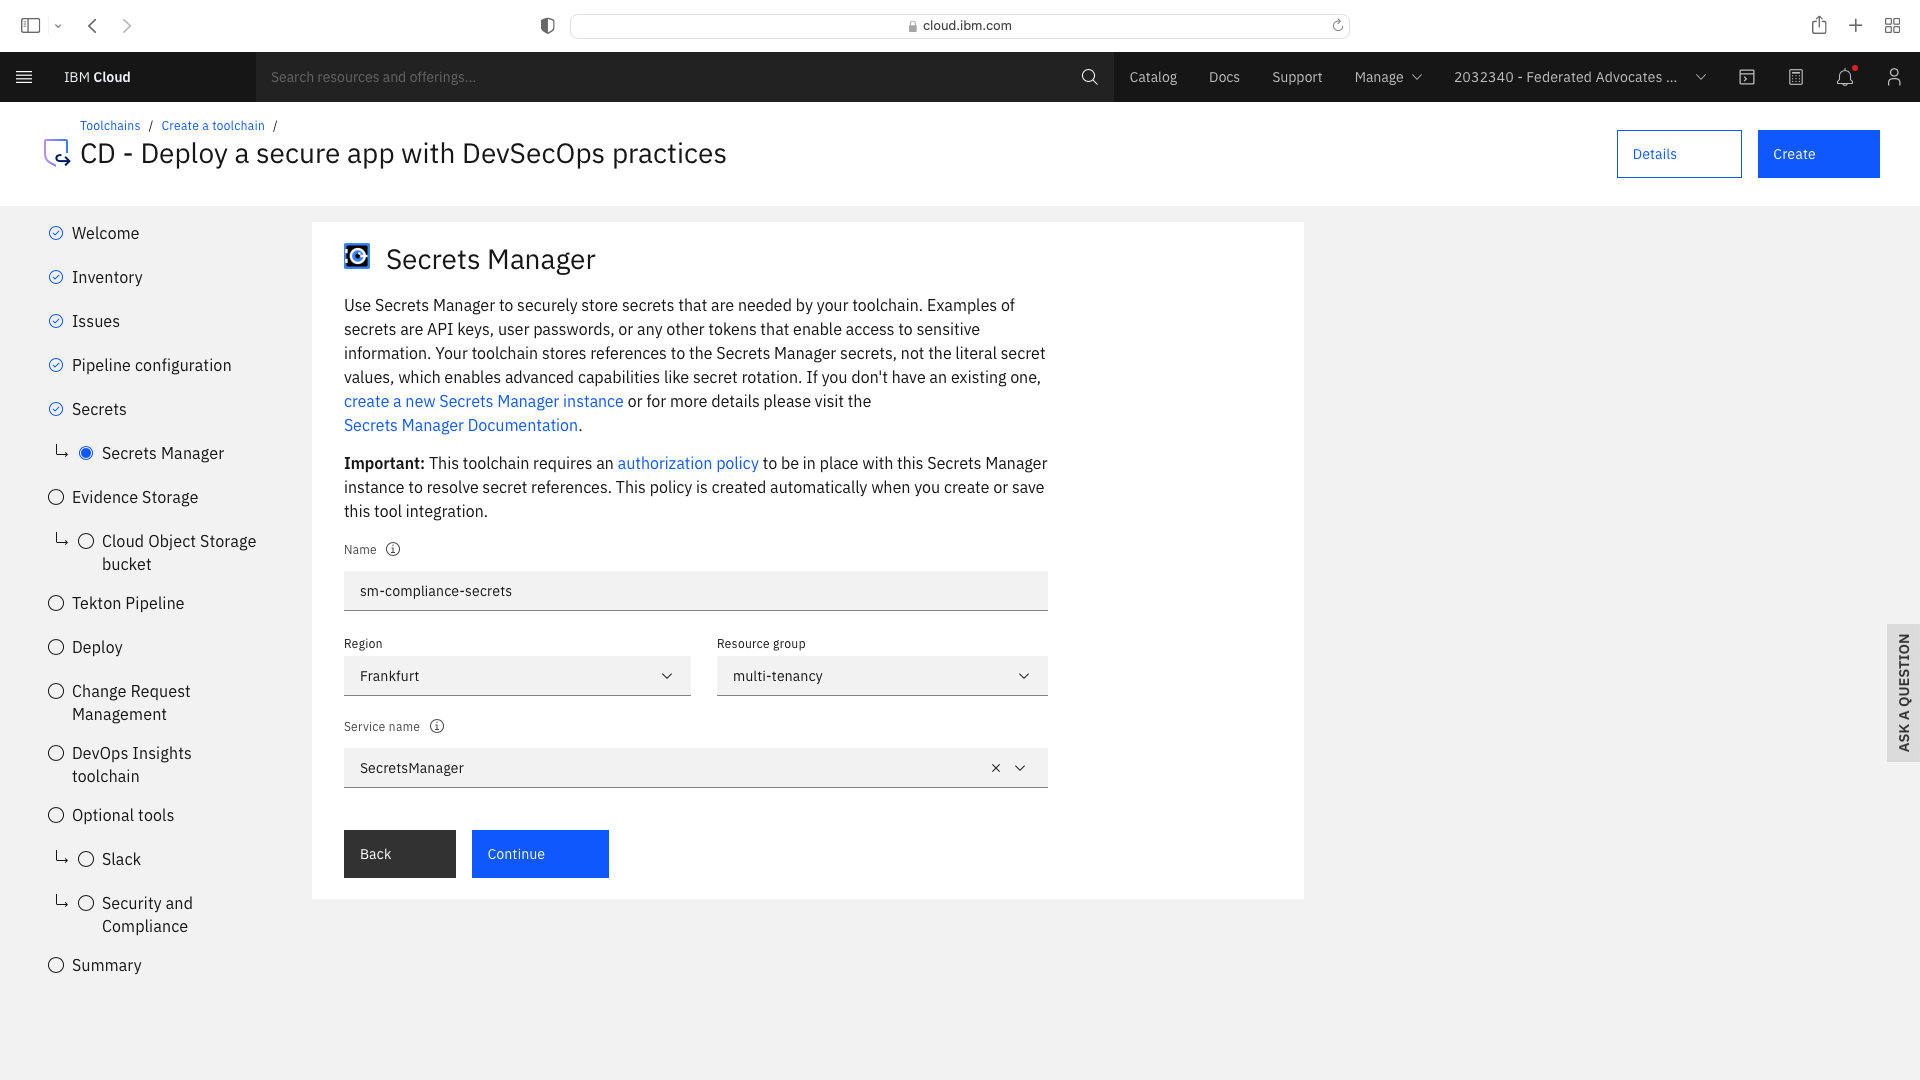 cloud.ibm.com
IBM Cloud
Search resources and offerings...
Catalog
Docs
Support
Manage
2032340 - Federated Advocates ...
Toolchains / Create a toolchain /
CD - Deploy a secure app with DevSecOps practices
Details
Create
Welcome
Inventory
Issues
Pipeline configuration
Secrets
Secrets Manager
Evidence Storage
Cloud Object Storage
bucket
Tekton Pipeline
Deploy
Change Request
Management
DevOps Insights
toolchain
Optional tools
Slack
Security and
Compliance
Summary
Secrets Manager
Use Secrets Manager to securely store secrets that are needed by your toolchain. Examples of
secrets are API keys, user passwords, or any other tokens that enable access to sensitive
information. Your toolchain stores references to the Secrets Manager secrets, not the literal secret
values, which enables advanced capabilities like secret rotation. If you don't have an existing one,
create a new Secrets Manager instance or for more details please visit the
Secrets Manager Documentation.
Important: This toolchain requires an authorization policy to be in place with this Secrets Manager
instance to resolve secret references. This policy is created automatically when you create or save
this tool integration.
Name
sm-compliance-secrets
Region
Resource group
Frankfurt
multi-tenancy
Service name
SecretsManager
Back
Continue
ASK A QUESTION